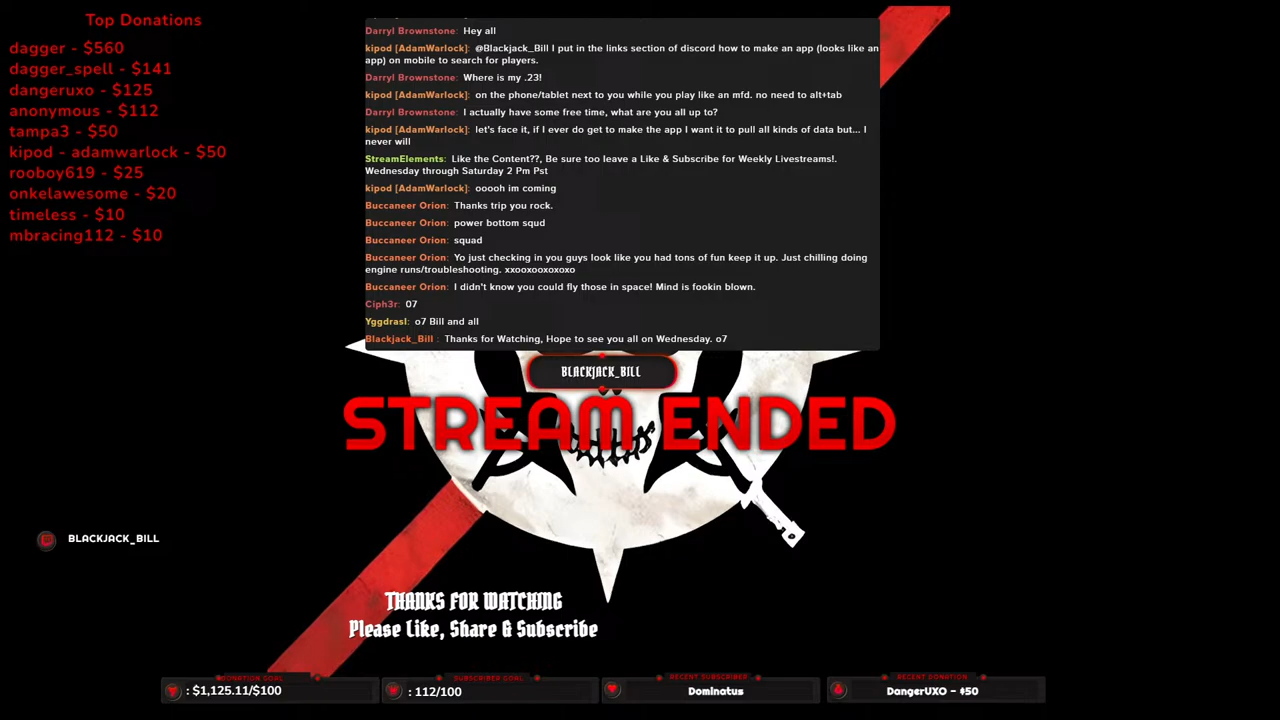 Top Donations
dagger - $560
dagger_spell - $141
dangeruxo - $125
anonymous - $112
tampa3 - $50
kipod - adamwarlock - $50
rooboy619 - $25
onkelawesome - $20
timeless - $10
mbracing112 - $10
Darryl Brownstone: Hey all
kipod [AdamWarlock]: @Blackjack_Bill I put in the links section of discord how to make an app (looks like an
app) on mobile to search for players.
Darryl Brownstone: Where is my .23!
kipod [AdamWarlock]: on the phone/tablet next to you while you play like an mfd. no need to alt+tab
Darryl Brownstone: I actually have some free time, what are you all up to?
kipod [AdamWarlock]: let's face it, if I ever do get to make the app I want it to pull all kinds of data but... I
never will
StreamElements: Like the Content??, Be sure too leave a Like & Subscribe for Weekly Livestreams!.
Wednesday through Saturday 2 Pm Pst
kipod [AdamWarlock]: ooooh im coming
Buccaneer Orion: Thanks trip you rock.
Buccaneer Orion: power bottom squd
Buccaneer Orion: squad
Buccaneer Orion: Yo just checking in you guys look like you had tons of fun keep it up. Just chilling doing
engine runs/troubleshooting. xxooxooxoxoxo
Buccaneer Orion: I didn't know you could fly those in space! Mind is fookin blown.
Ciph3r: 07
Yggdrasl: o7 Bill and all
Blackjack_Bill : Thanks for Watching, Hope to see you all on Wednesday. o7
BLACKJACK_BILL
STREAM ENDED
BLACKJACK_BILL
THANKS FOR WATCHING
Please Like, Share & Subscribe
DONATION GOAL
: $1,125.11/$100
SUBSCRIBER GOAL
: 112/100
RECENT SUBSCRIBER
Dominatus
RECENT DONATION
DangerUXO - $50